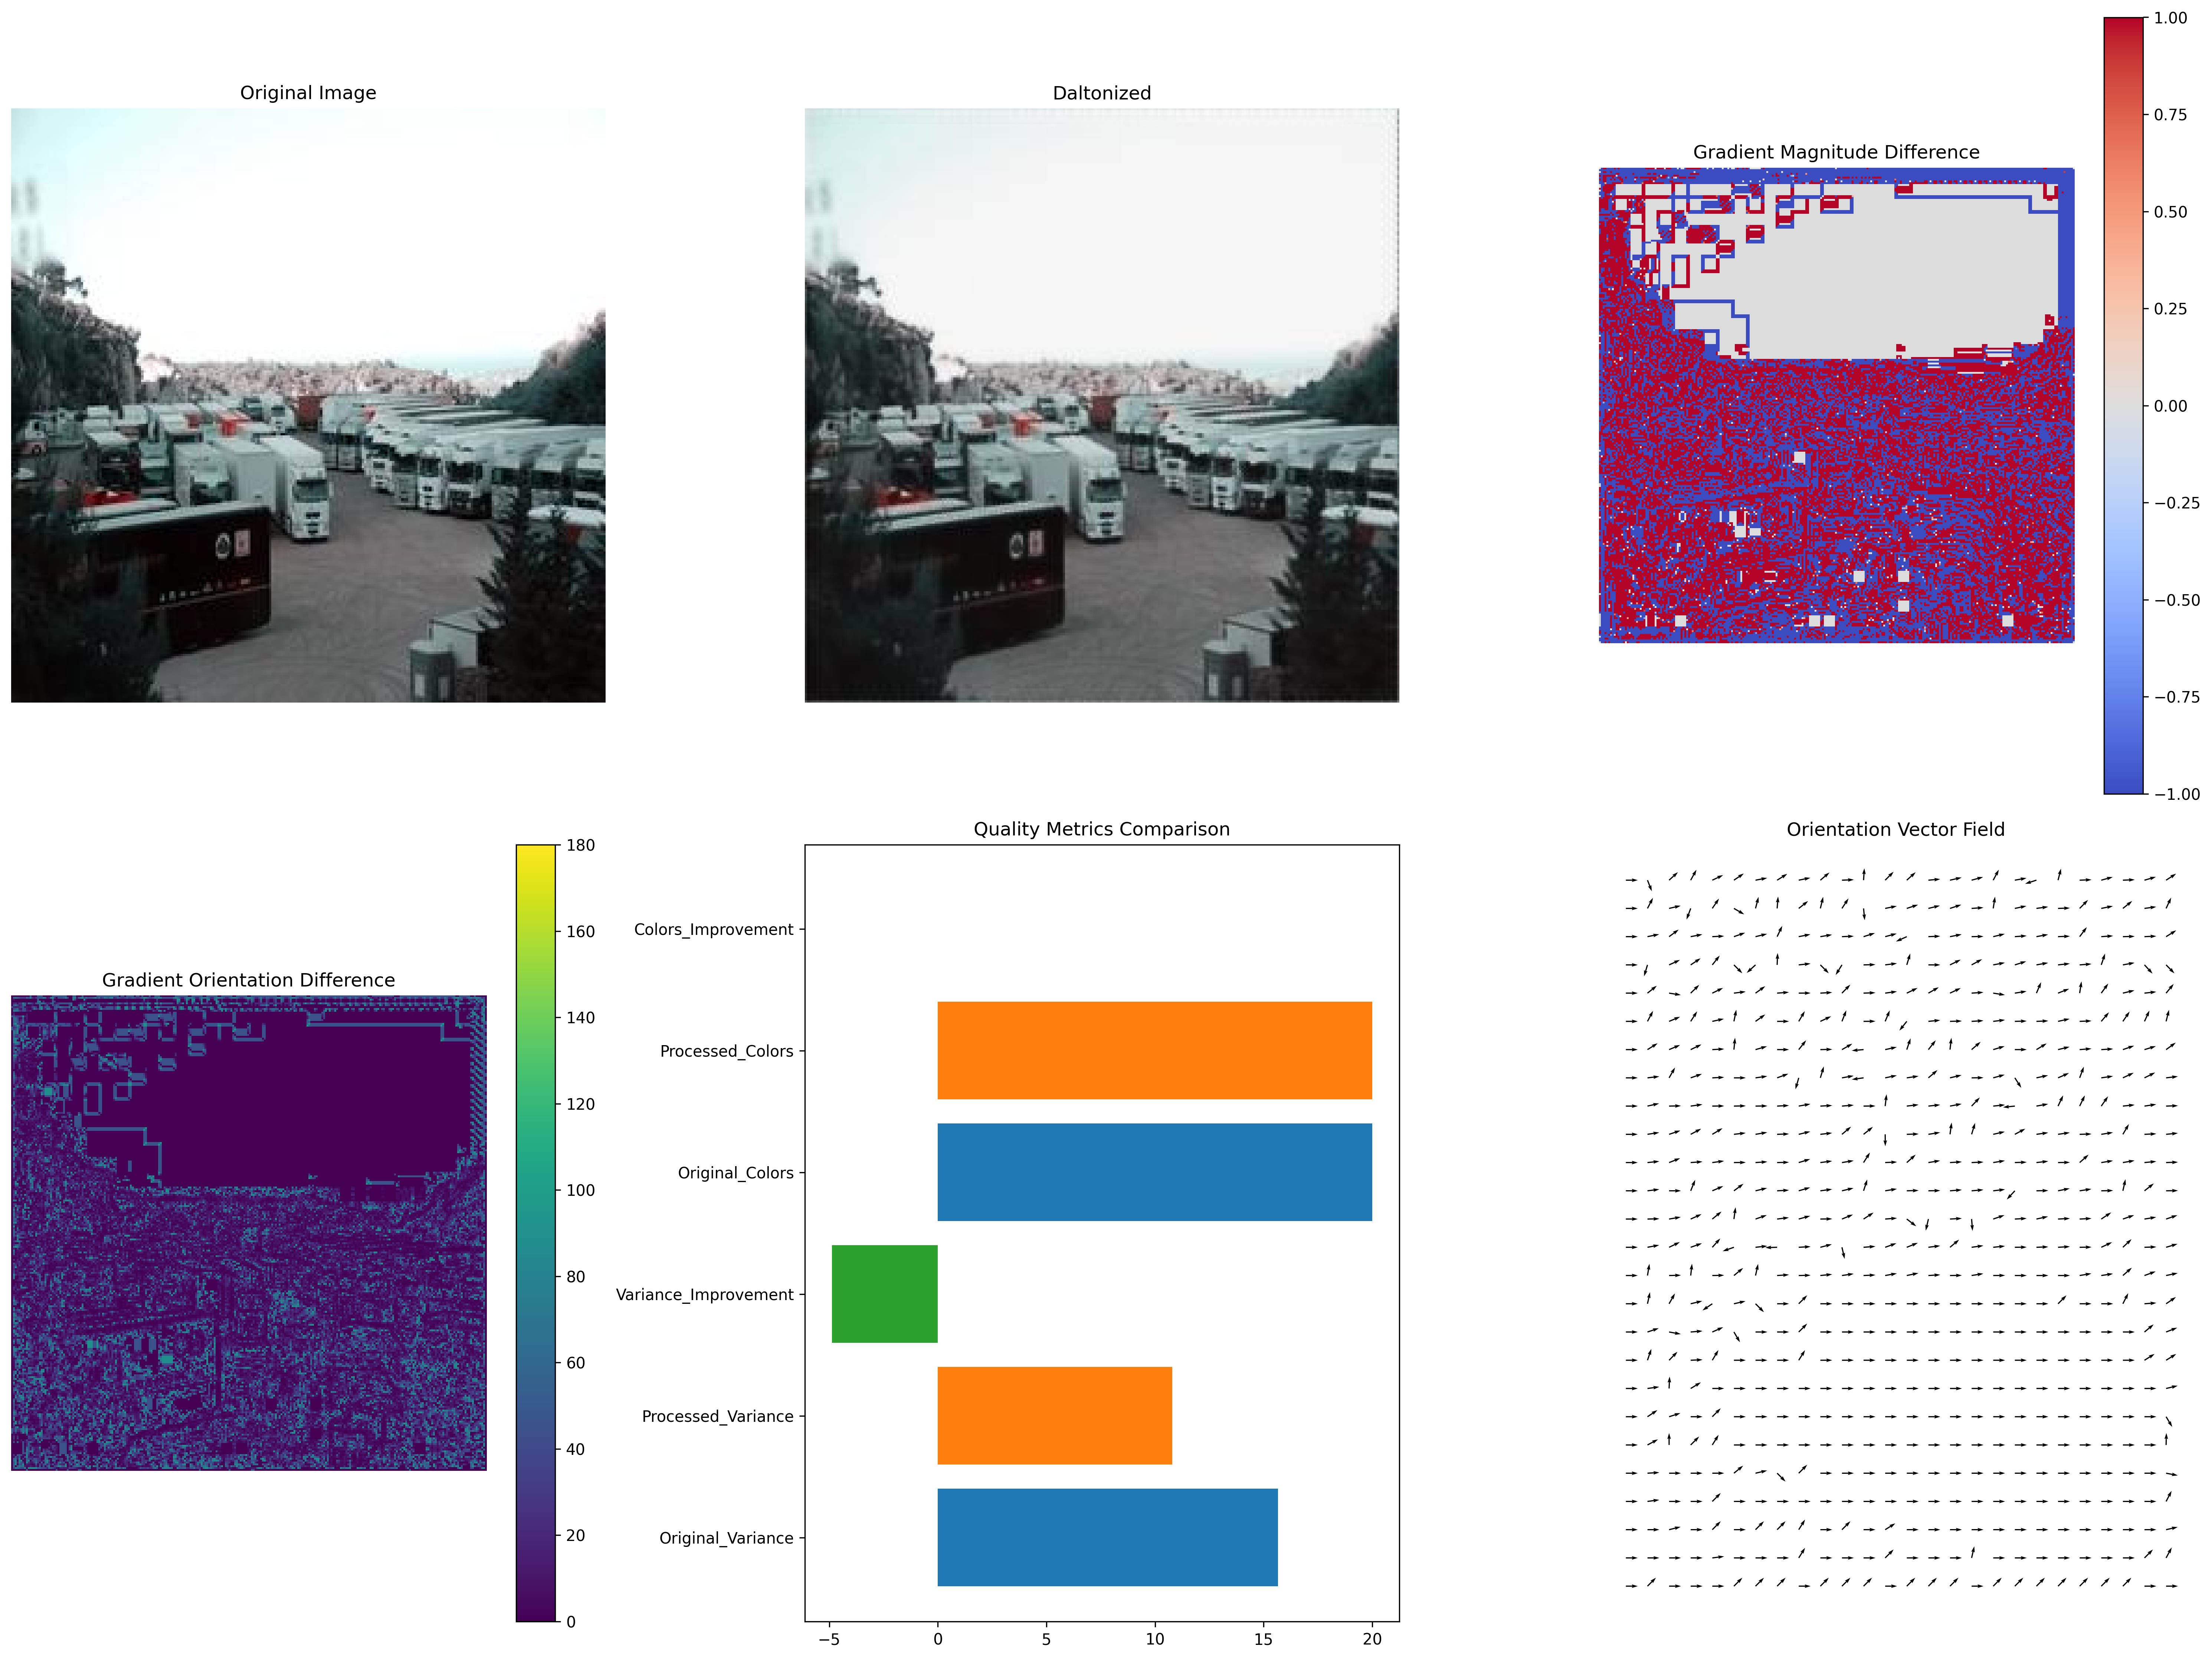 Original Image
Daltonized
Gradient Magnitude Difference
1.00
0.75
0.50
0.25
0.00
−0.25
−0.50
−0.75
−1.00
Gradient Orientation Difference
180
160
140
120
100
80
60
40
20
0
Quality Metrics Comparison
Colors_Improvement
Processed_Colors
Original_Colors
Variance_Improvement
Processed_Variance
Original_Variance
−5
0
5
10
15
20
Orientation Vector Field